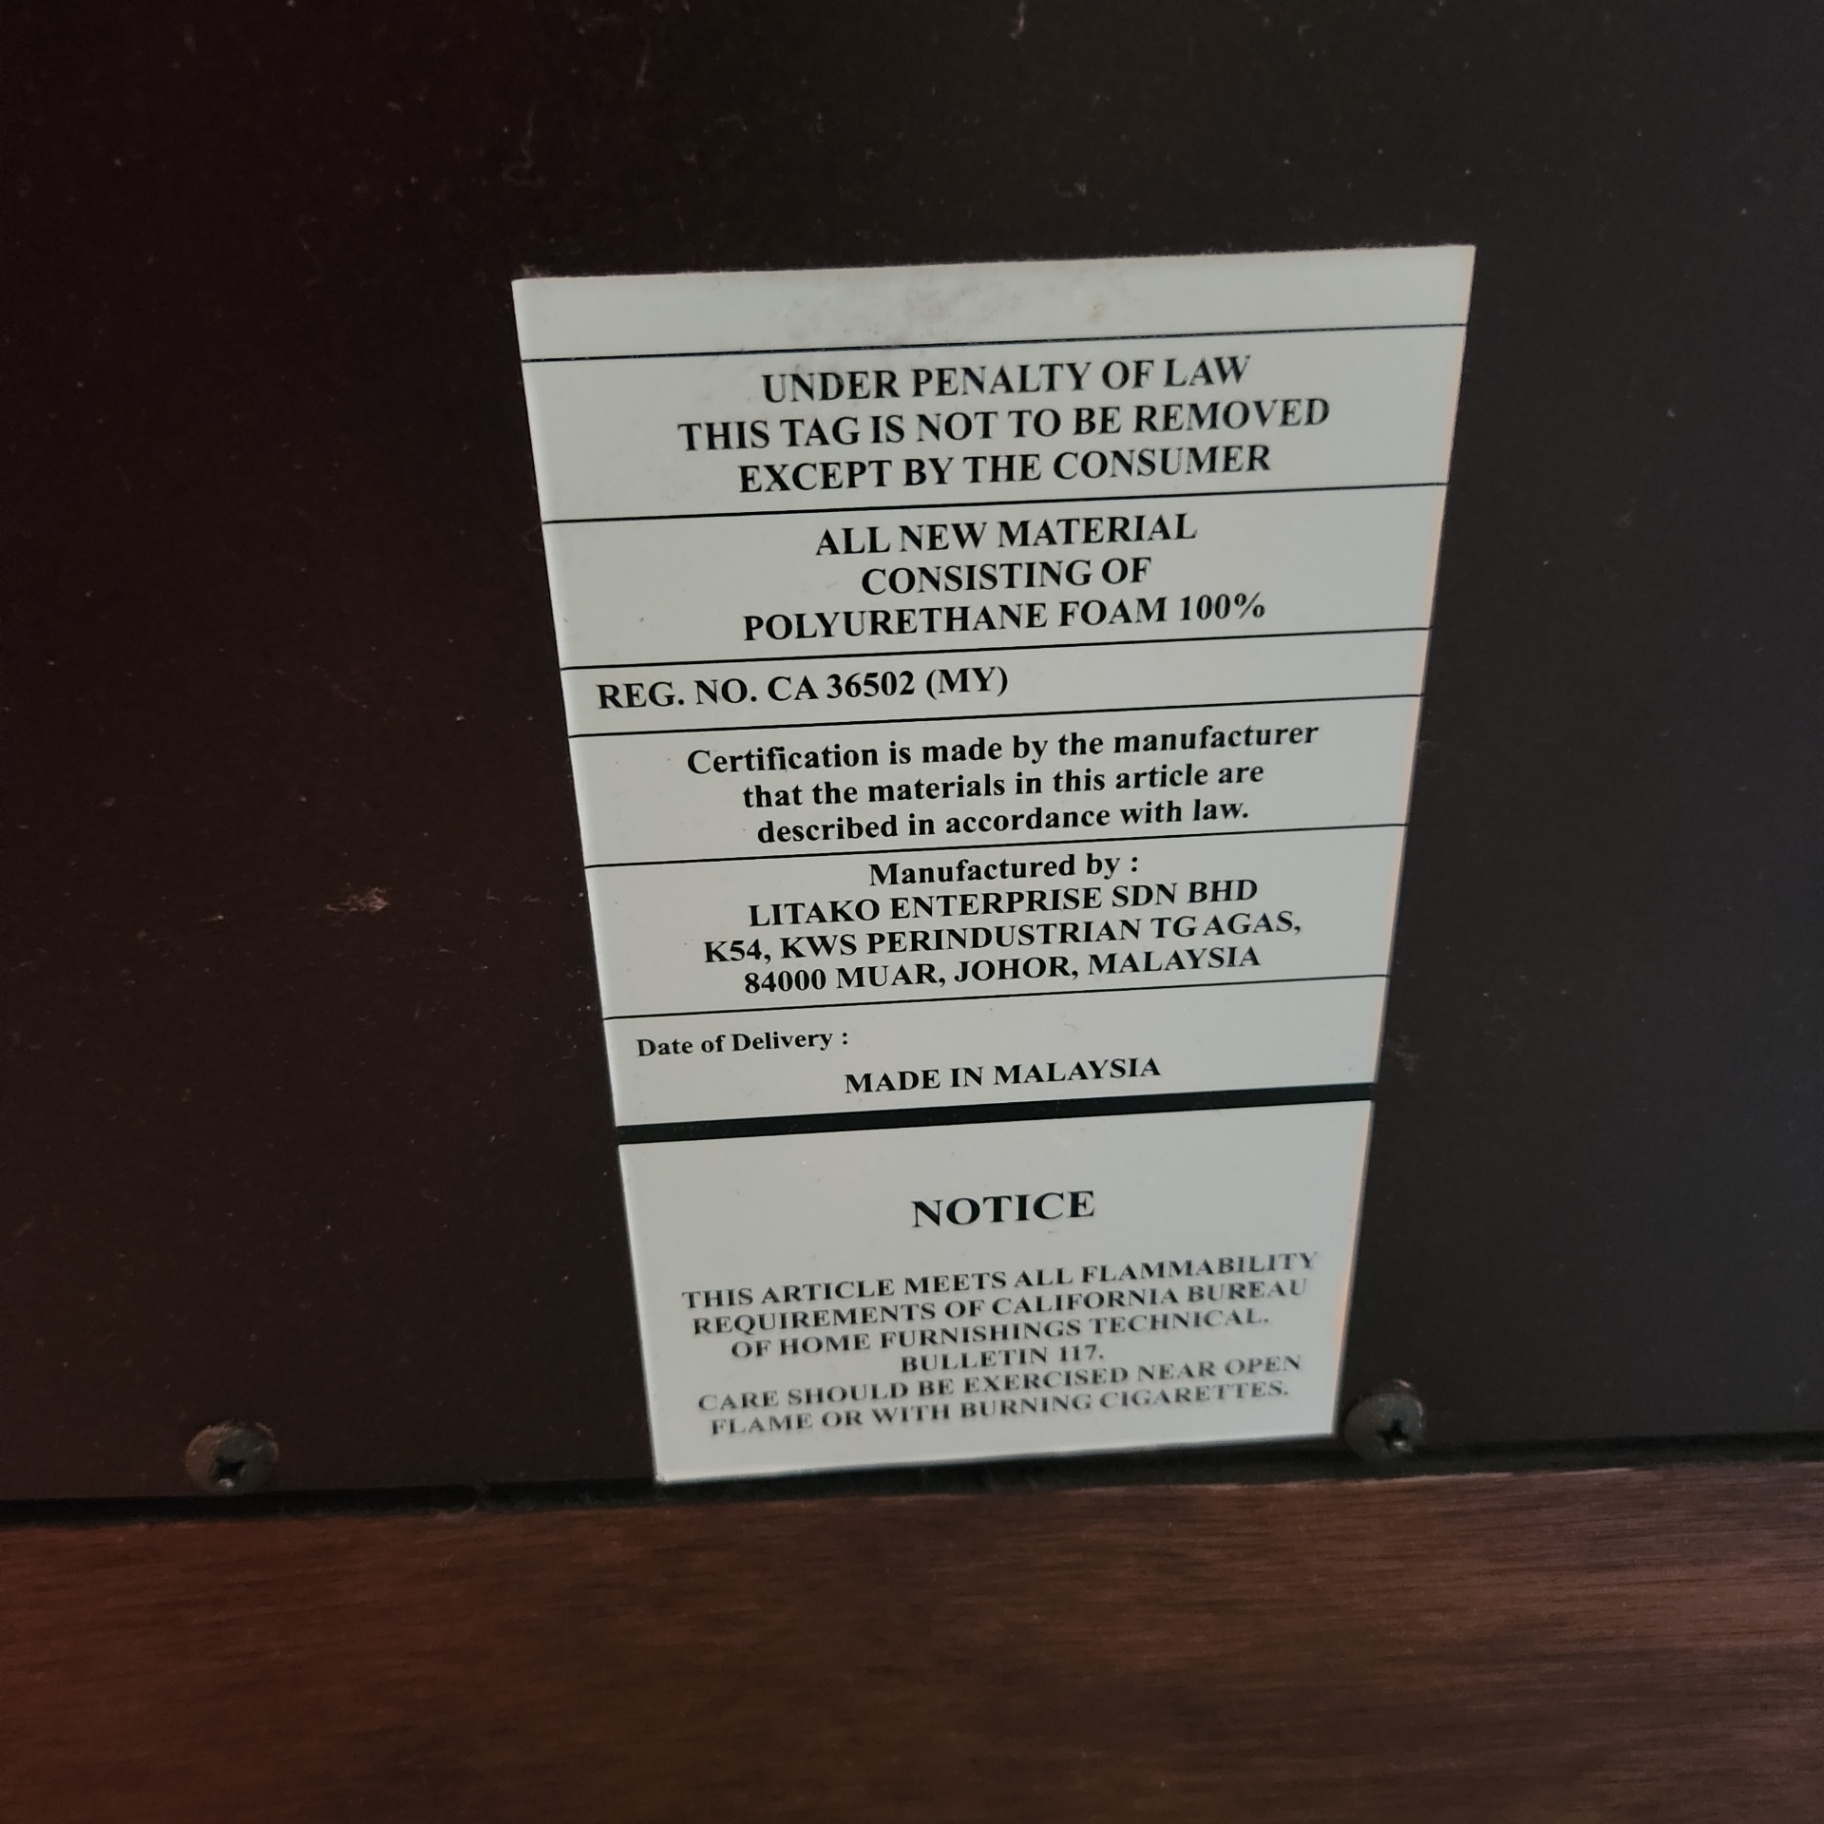 UNDER PENALTY OF LAW
THIS TAG IS NOT TO BE REMOVED
EXCEPT BY THE CONSUMER
ALL NEW MATERIAL
CONSISTING OF
POLYURETHANE FOAM 100%
REG. NO. CA 36502 (MY)
Certification is made by the manufacturer
that the materials in this article are
described in accordance with law.
Manufactured by :
LITAKO ENTERPRISE SDN BHD
K54, KWS PERINDUSTRIAN TG AGAS,
84000 MUAR, JOHOR, MALAYSIA
Date of Delivery :
MADE IN MALAYSIA
NOTICE
THIS ARTICLE MEETS ALL FLAMMABILITY
REQUIREMENTS OF CALIFORNIA BUREAU
OF HOME FURNISHINGS TECHNICAL.
BULLETIN 117.
CARE SHOULD BE EXERCISED NEAR OPEN
FLAME OR WITH BURNING CIGARETTES.